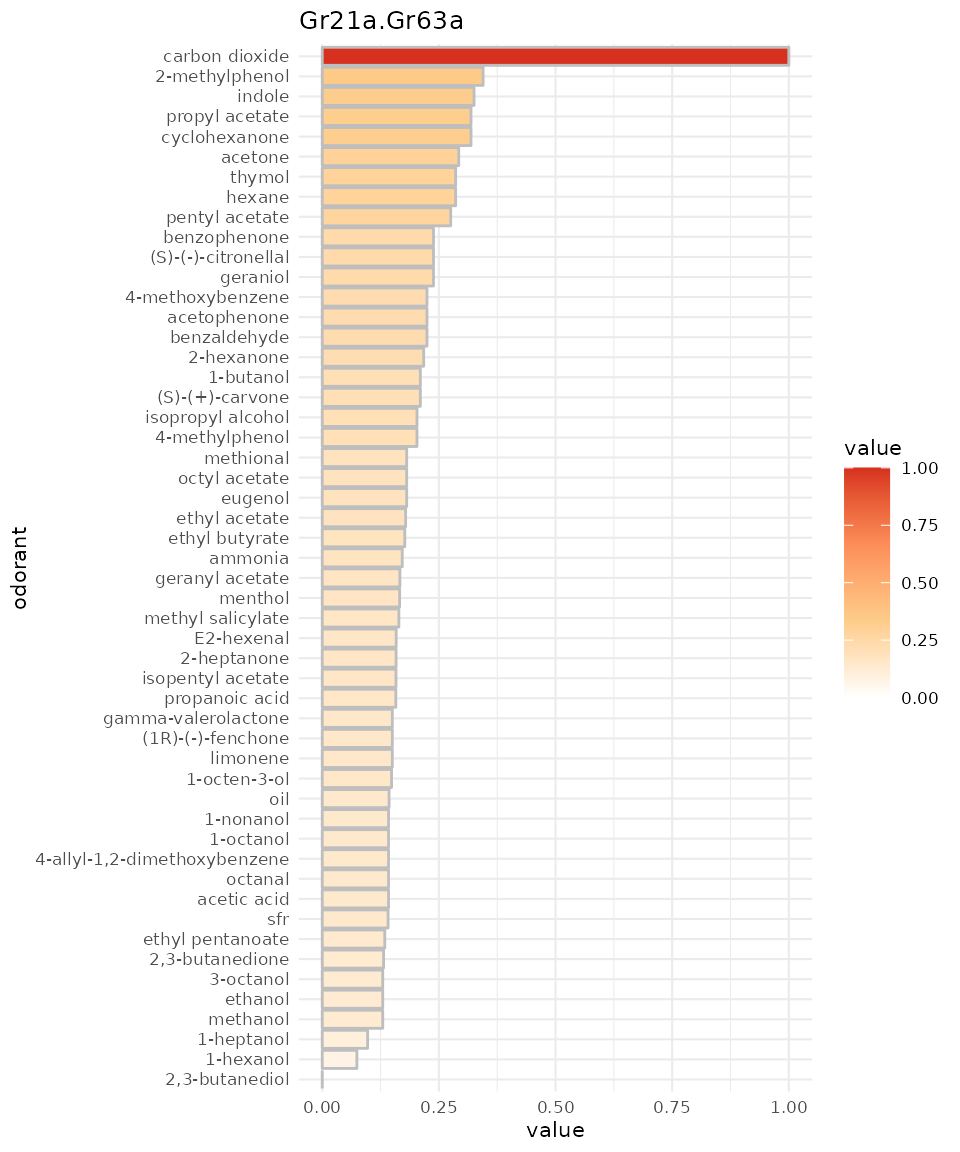 Gr21a.Gr63a
carbon dioxide
2-methylphenol
indole
propyl acetate
cyclohexanone
acetone
thymol
hexane
pentyl acetate
benzophenone
(S)-(-)-citronellal
geraniol
4-methoxybenzene
acetophenone
benzaldehyde
2-hexanone
1-butanol
(S)-(+)-carvone
isopropyl alcohol
4-methylphenol
methional
octyl acetate
eugenol
ethyl acetate
ethyl butyrate
ammonia
geranyl acetate
menthol
methyl salicylate
E2-hexenal
2-heptanone
isopentyl acetate
propanoic acid
gamma-valerolactone
(1R)-(-)-fenchone
limonene
1-octen-3-ol
oil
1-nonanol
1-octanol
4-allyl-1,2-dimethoxybenzene
octanal
acetic acid
sfr
ethyl pentanoate
2,3-butanedione
3-octanol
ethanol
methanol
1-heptanol
1-hexanol
2,3-butanediol
odorant
0.00 0.25 0.50 0.75 1.00
value
value
1.00
0.75
0.50
0.25
0.00